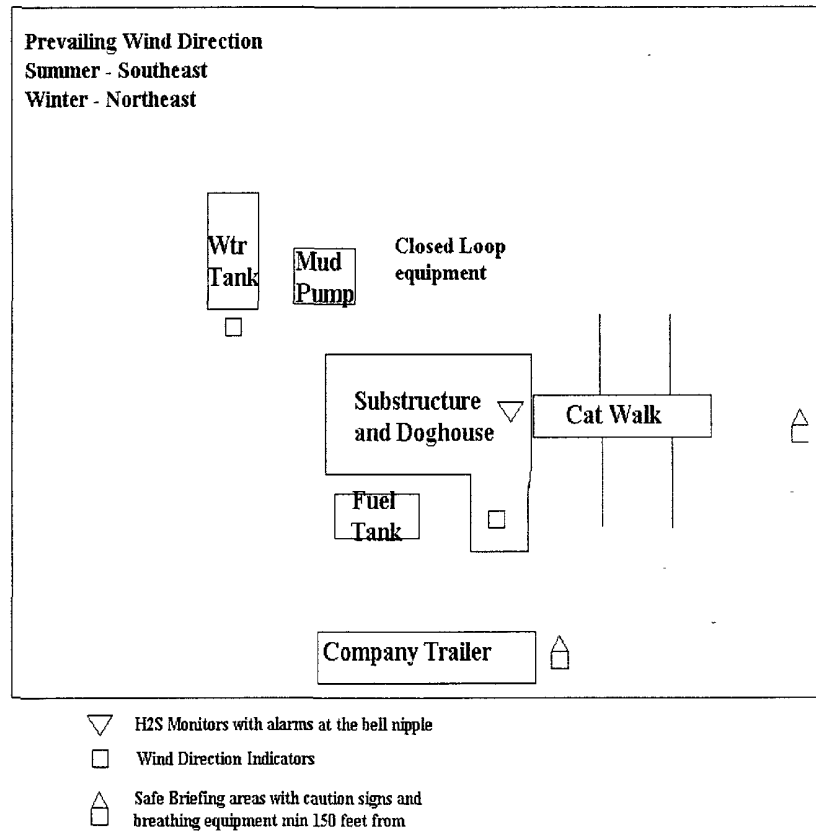 Prevailing Wind Direction
Summer - Southeast
Winter - Northeast
Wtr
Tank
Mud
Pump
Closed Loop
equipment
Substructure
and Doghouse
Cat Walk
Fuel
Tank
Company Trailer
H2S Monitors with alarms at the bell nipple
Wind Direction Indicators
Safe Briefing areas with caution signs and
breathing equipment min 150 feet from